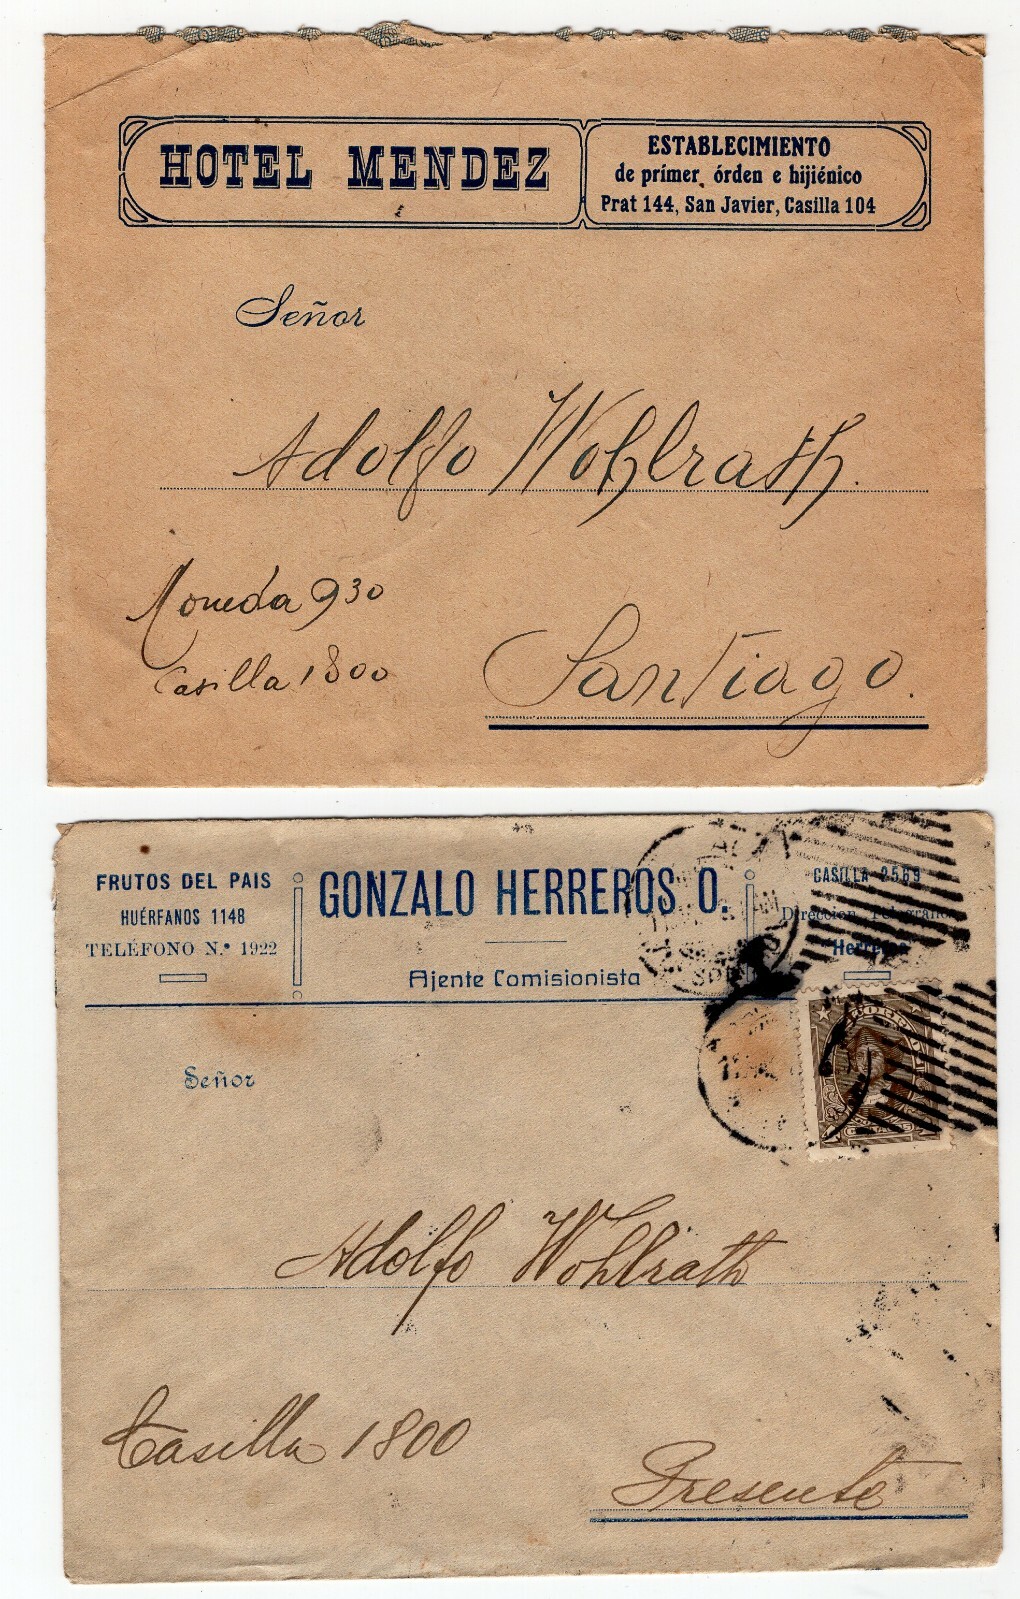 HOTEL MENDEZ
ESTABLECIMIENTO
de primer órden e hijiénico
Prat 144, San Javier, Casilla 104
Señor
Adolfo Wohlrath.
Moneda 930
Casilla 1800
Santiago.
FRUTOS DEL PAIS
HUÉRFANOS 1148
TELÉFONO N.º 1922
GONZALO HERREROS O.
Ajente Comisionista
CASILLA 2569
Señor
Adolfo Wohlrath
Casilla 1800
Presente